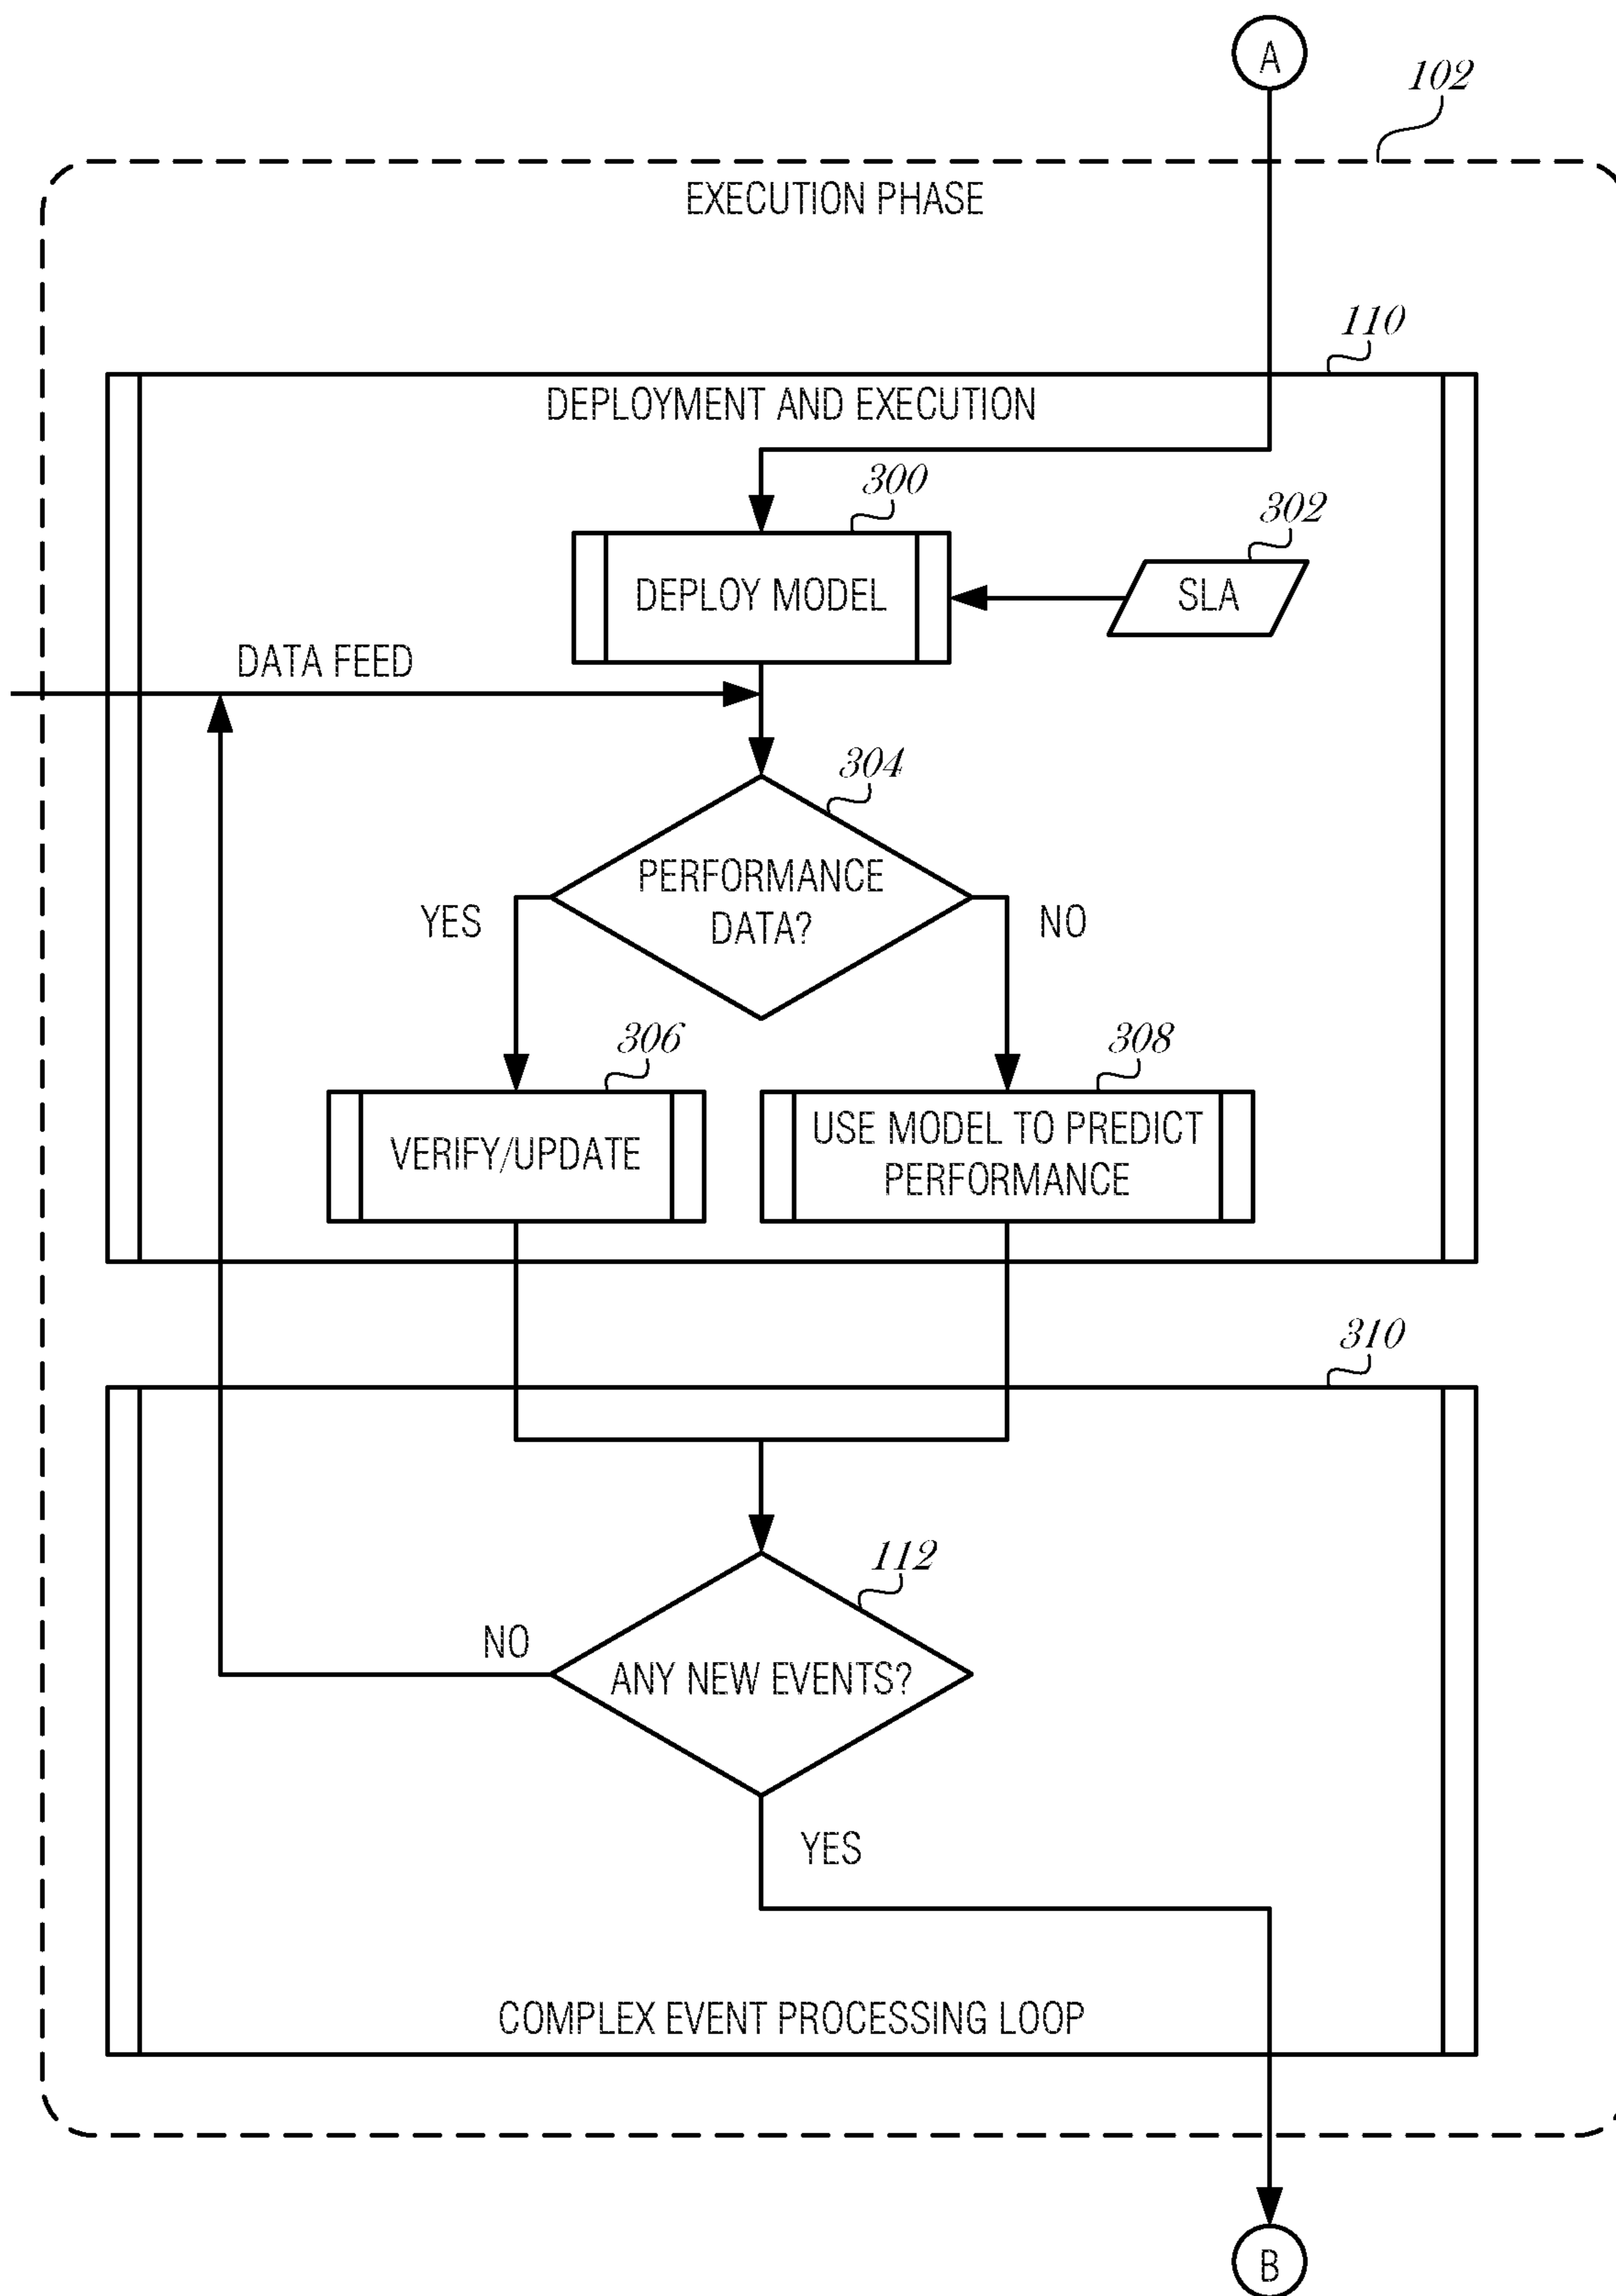 A
102
EXECUTION PHASE
110
DEPLOYMENT AND EXECUTION
300
302
DEPLOY MODEL
SLA
DATA FEED
304
PERFORMANCE
DATA?
YES
NO
306
308
VERIFY/UPDATE
USE MODEL TO PREDICT
PERFORMANCE
310
112
NO
ANY NEW EVENTS?
YES
COMPLEX EVENT PROCESSING LOOP
B